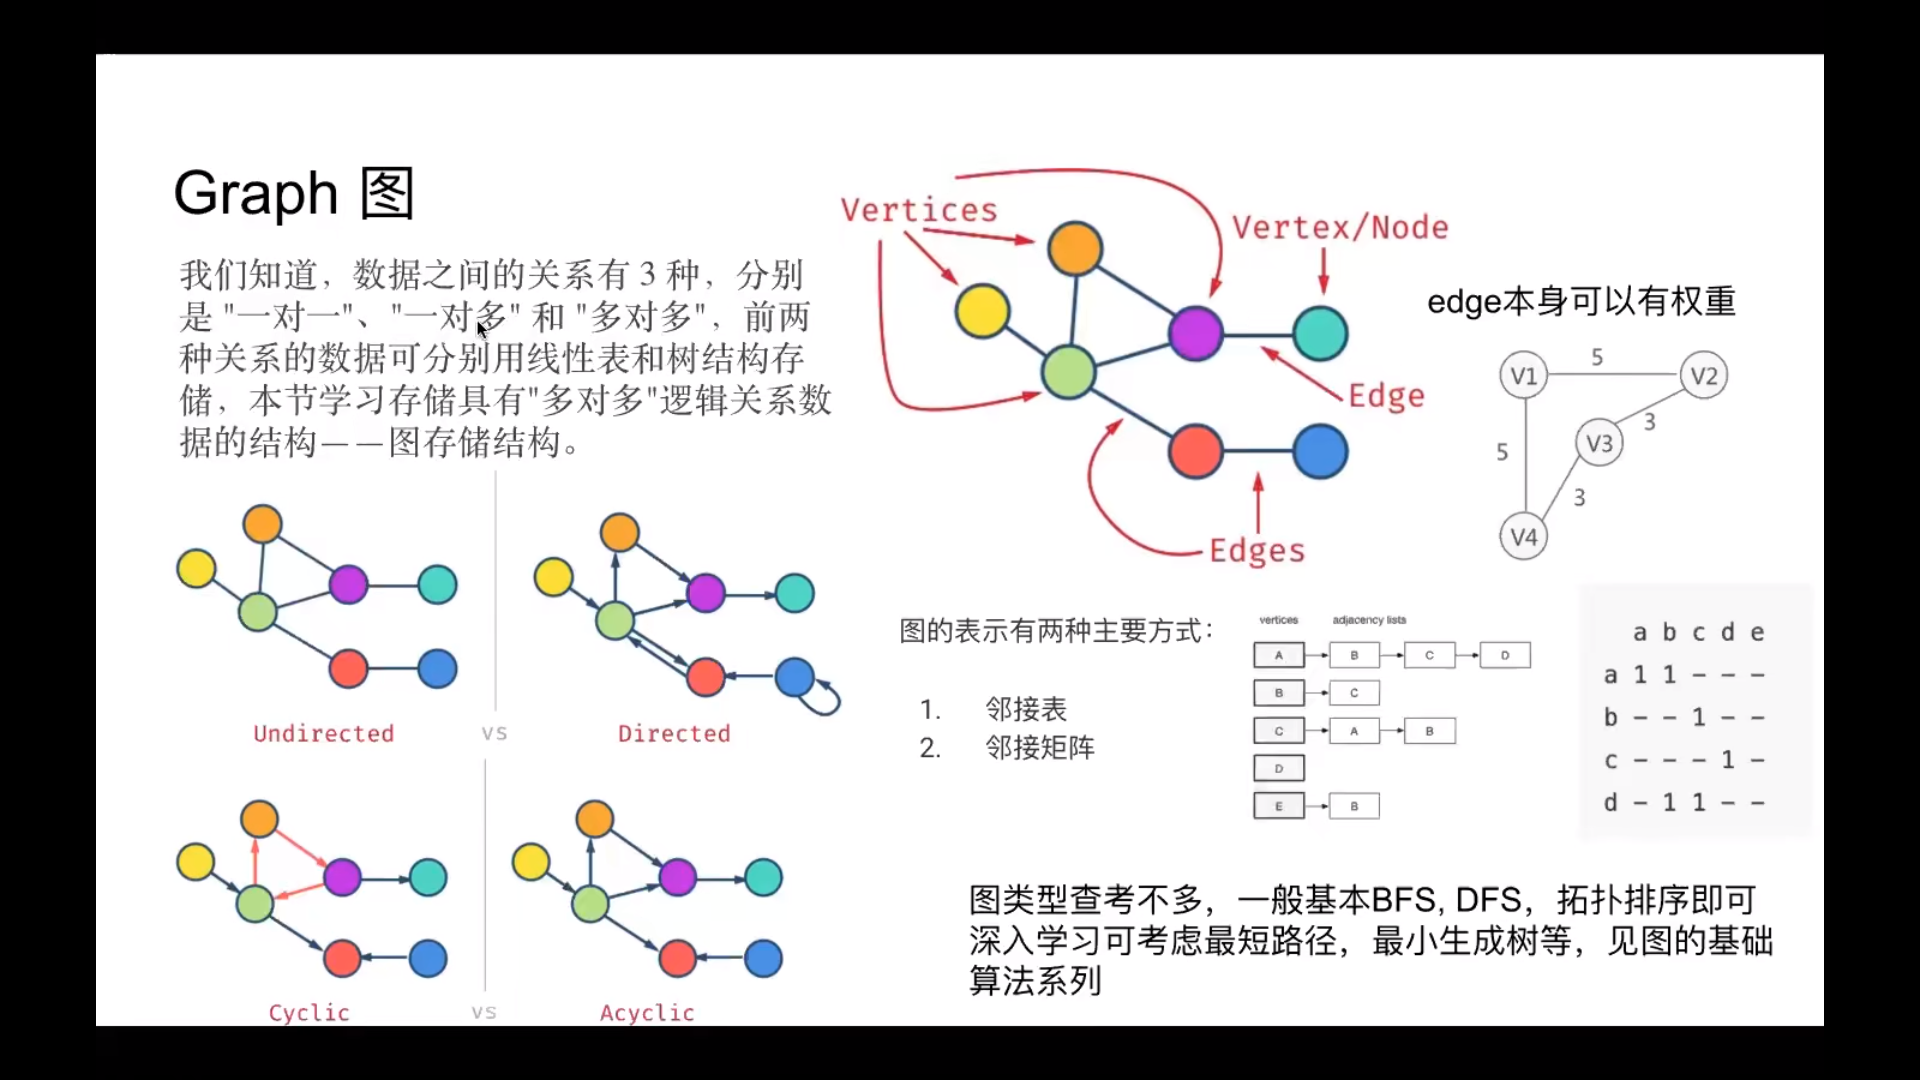 Graph 图
我们知道，数据之间的关系有 3 种，分别
是 "一对一"、"一对多" 和 "多对多"，前两
种关系的数据可分别用线性表和树结构存
储，本节学习存储具有"多对多"逻辑关系数
据的结构——图存储结构。
Vertices
Vertex/Node
Edge
Edges
edge本身可以有权重
V1 5 V2
3
5 V3
3
V4
Undirected vs Directed
Cyclic vs Acyclic
图的表示有两种主要方式：
1. 邻接表
2. 邻接矩阵
vertices adjacency lists
A B C D
B C
C A B
D
E B
a b c d e
a 1 1 – – –
b – – 1 – –
c – – – 1 –
d – 1 1 – –
图类型查考不多，一般基本BFS, DFS，拓扑排序即可
深入学习可考虑最短路径，最小生成树等，见图的基础
算法系列